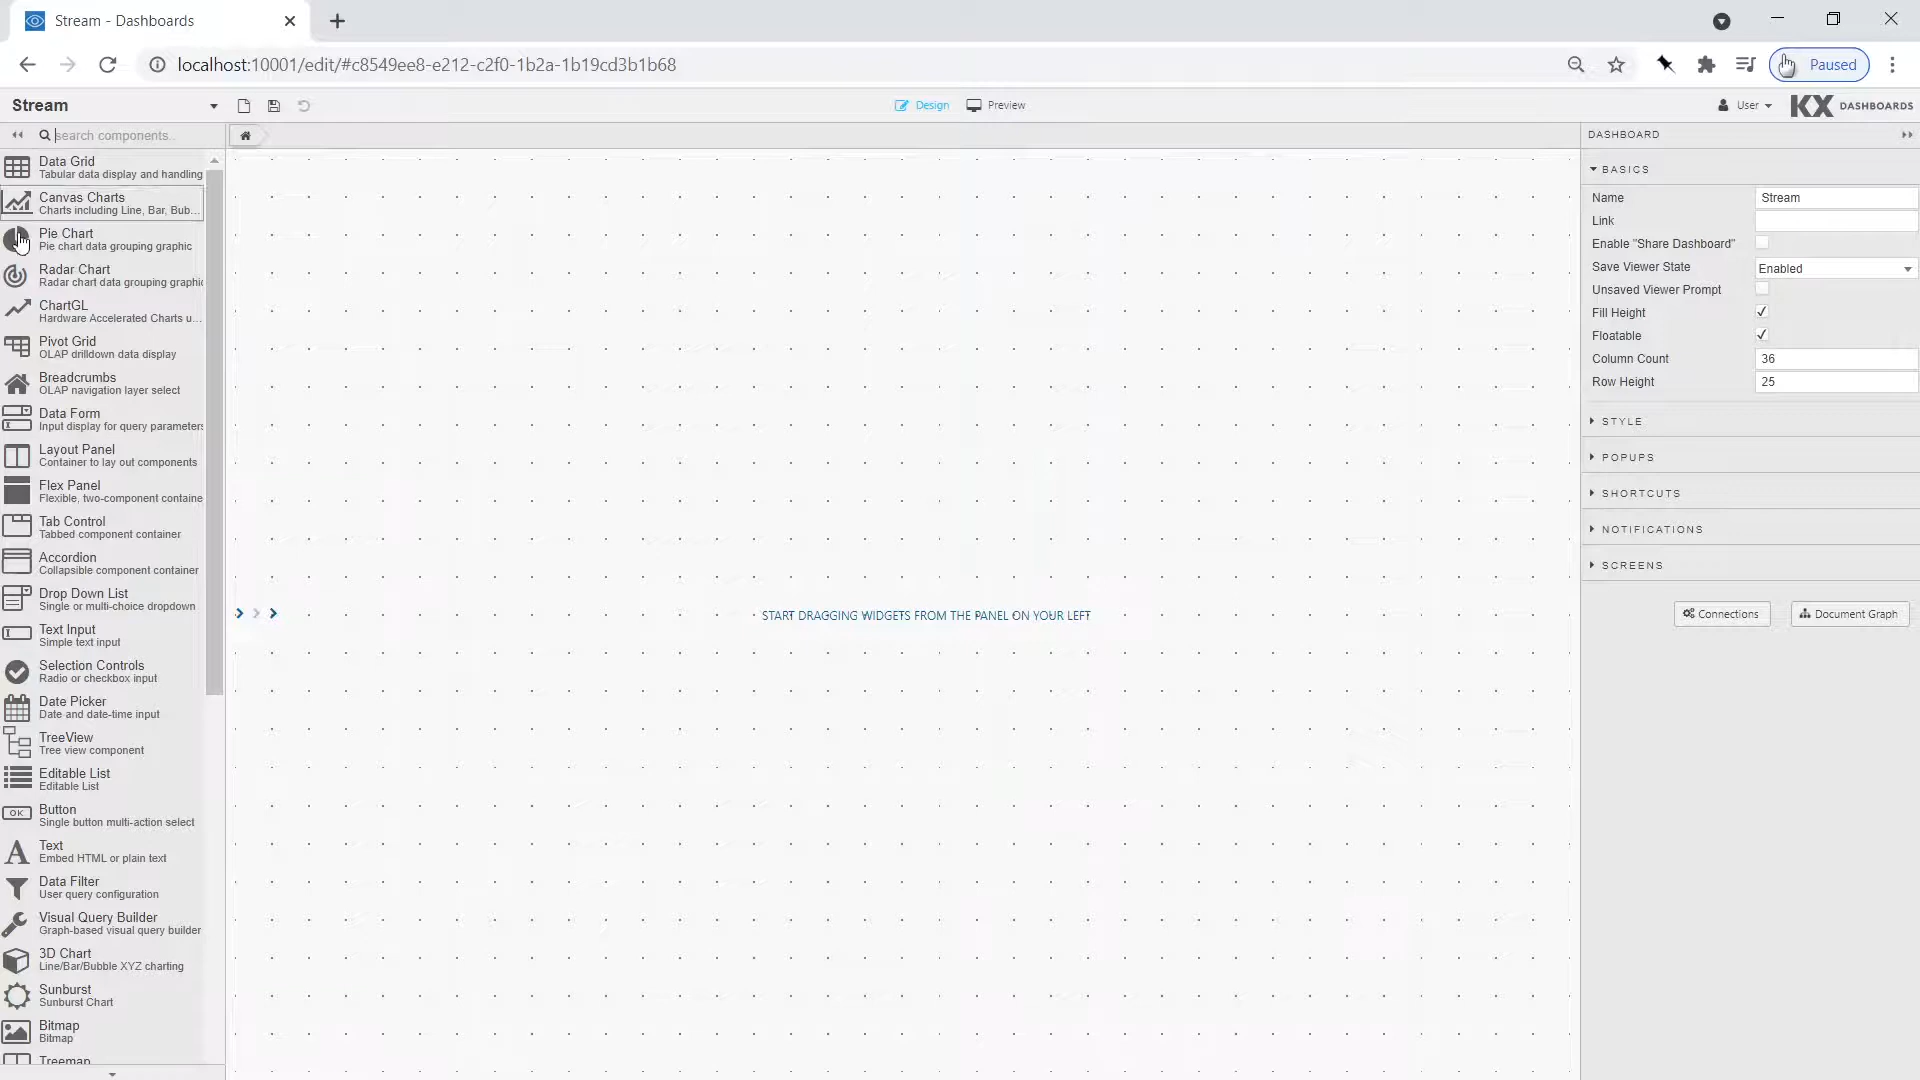 Stream - Dashboards
localhost:10001/edit/#c8549ee8-e212-c2f0-1b2a-1b19cd3b1b68
Paused
Stream
Design
Preview
User
KX DASHBOARDS
search components..
DASHBOARD
Data Grid
Tabular data display and handling
Canvas Charts
Charts including Line, Bar, Bub...
Pie Chart
Pie chart data grouping graphic
Radar Chart
Radar chart data grouping graphic
ChartGL
Hardware Accelerated Charts u...
Pivot Grid
OLAP drilldown data display
Breadcrumbs
OLAP navigation layer select
Data Form
Input display for query parameters
Layout Panel
Container to lay out components
Flex Panel
Flexible, two-component containe
Tab Control
Tabbed component container
Accordion
Collapsible component container
Drop Down List
Single or multi-choice dropdown
Text Input
Simple text input
Selection Controls
Radio or checkbox input
Date Picker
Date and date-time input
TreeView
Tree view component
Editable List
Editable List
OK
Button
Single button multi-action select
Text
Embed HTML or plain text
Data Filter
User query configuration
Visual Query Builder
Graph-based visual query builder
3D Chart
Line/Bar/Bubble XYZ charting
Sunburst
Sunburst Chart
Bitmap
Bitmap
Treemap
START DRAGGING WIDGETS FROM THE PANEL ON YOUR LEFT
BASICS
Name Stream
Link
Enable "Share Dashboard"
Save Viewer State Enabled
Unsaved Viewer Prompt
Fill Height
Floatable
Column Count 36
Row Height 25
STYLE
POPUPS
SHORTCUTS
NOTIFICATIONS
SCREENS
Connections
Document Graph